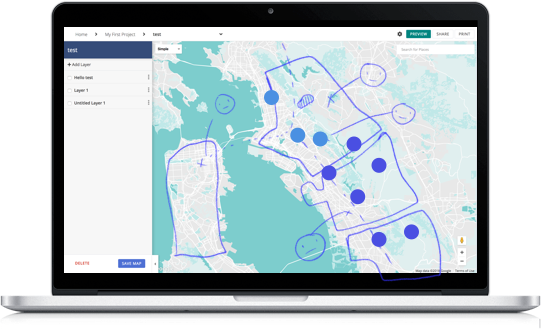 Home > My First Project > test
PREVIEW SHARE PRINT
test
Simple
Search for Places
+ Add Layer
Hello test
Layer 1
Untitled Layer 1
DELETE SAVE MAP
Map data ©2018 Google Terms of Use